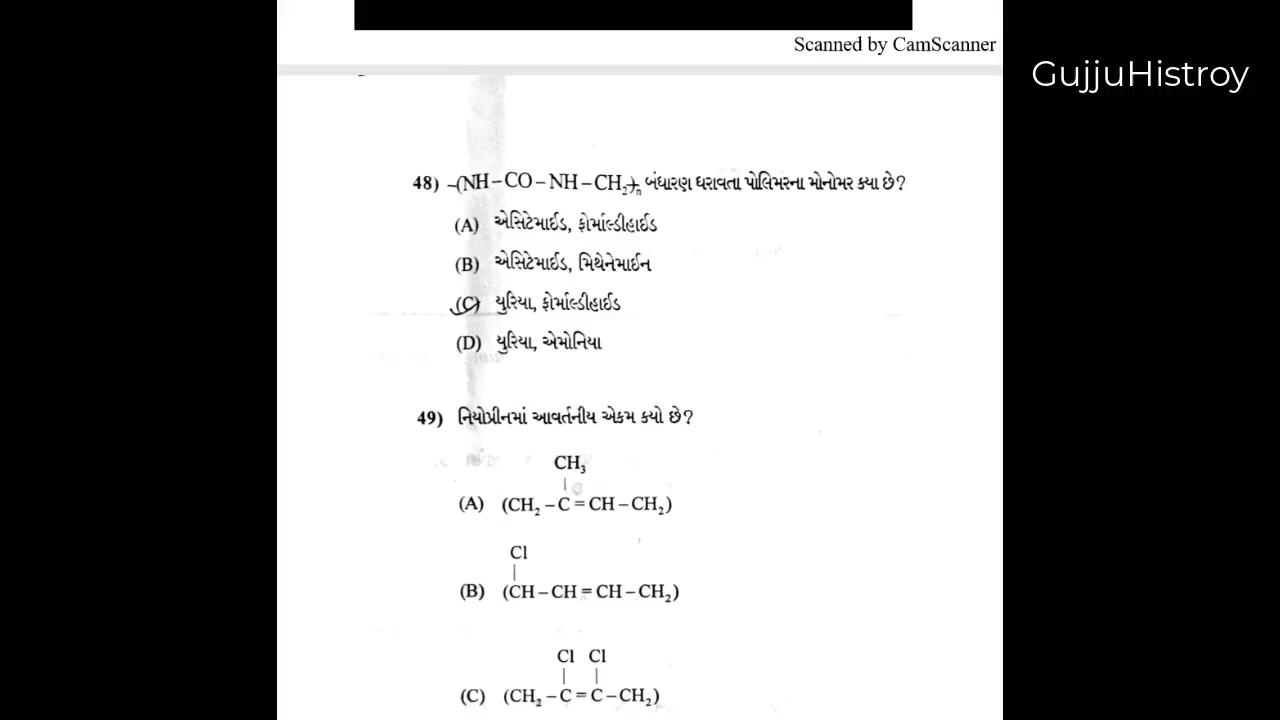 Scanned by CamScanner
GujjuHistroy
48) –(NH – CO – NH – CH₂)ₙ બંધારણ ધરાવતા પોલિમરના મોનોમર કયા છે?
(A) એસિટેમાઈડ, ફોર્માલ્ડીહાઈડ
(B) એસિટેમાઈડ, મિથેનેમાઈન
(C) યુરિયા, ફોર્માલ્ડીહાઈડ
(D) યુરિયા, એમોનિયા
49) નિયોપ્રીનમાં આવર્તનીય એકમ કયો છે?
CH₃
|
(A) (CH₂ – C = CH – CH₂)
Cl
|
(B) (CH – CH = CH – CH₂)
Cl Cl
| |
(C) (CH₂ – C = C – CH₂)